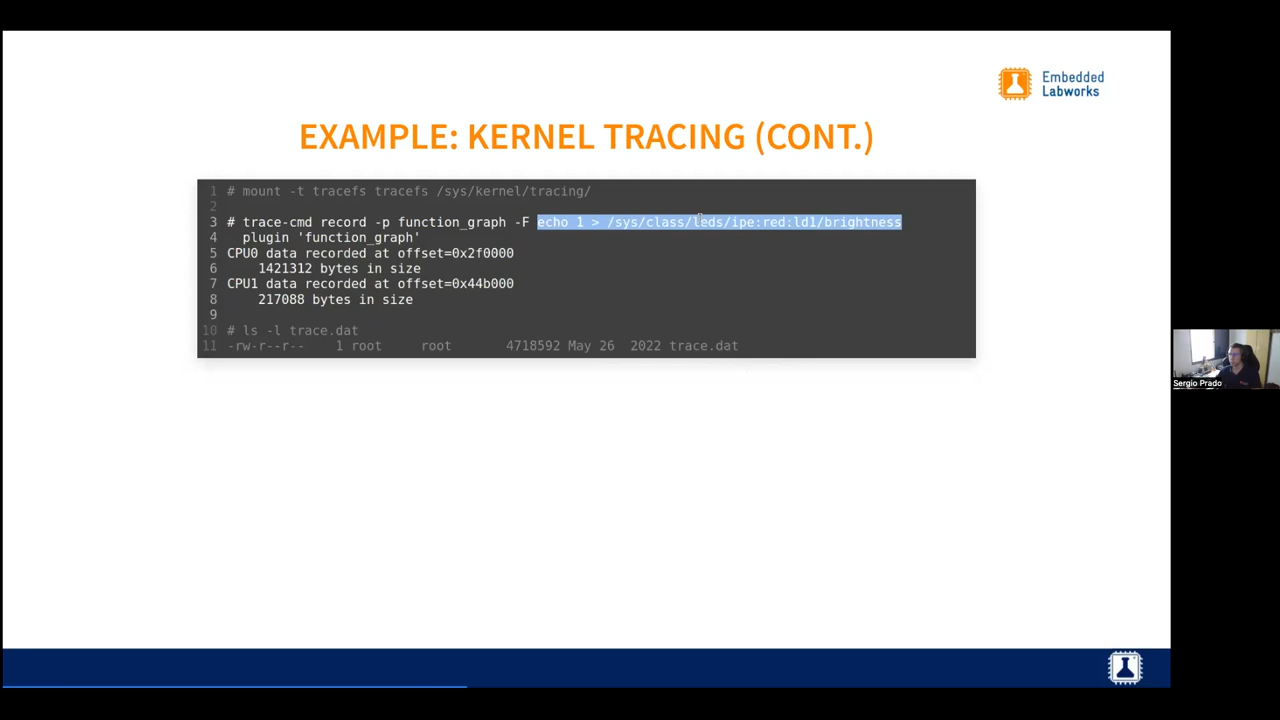 Embedded
Labworks
EXAMPLE: KERNEL TRACING (CONT.)
1 # mount -t tracefs tracefs /sys/kernel/tracing/
2
3 # trace-cmd record -p function_graph -F echo 1 > /sys/class/leds/ipe:red:ld1/brightness
4 plugin 'function_graph'
5 CPU0 data recorded at offset=0x2f0000
6 1421312 bytes in size
7 CPU1 data recorded at offset=0x44b000
8 217088 bytes in size
9
10 # ls -l trace.dat
11 -rw-r--r-- 1 root root 4718592 May 26 2022 trace.dat
Sergio Prado